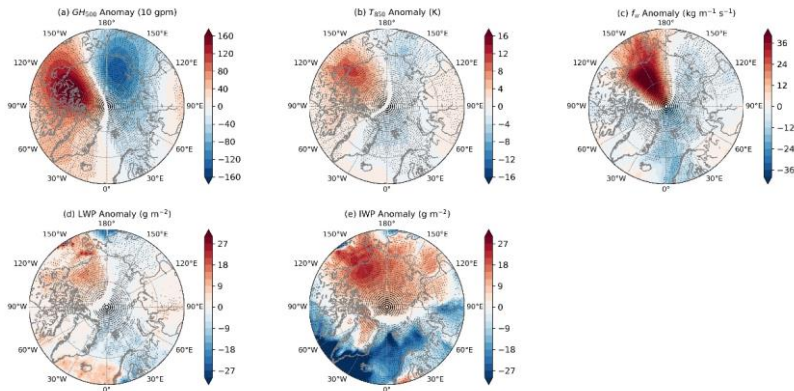 (a) GH500 Anomay (10 gpm)
180°
150°W
150°E
120°W
120°E
90°W
90°E
60°W
60°E
30°W
30°E
0°
160
120
80
40
0
−40
−80
−120
−160
(b) T850 Anomaly (K)
180°
150°W
150°E
120°W
120°E
90°W
90°E
60°W
60°E
30°W
30°E
0°
16
12
8
4
0
−4
−8
−12
−16
(c) fw Anomaly (kg m−1 s−1)
180°
150°W
150°E
120°W
120°E
90°W
90°E
60°W
60°E
30°W
30°E
0°
36
24
12
0
−12
−24
−36
(d) LWP Anomaly (g m−2)
180°
150°W
150°E
120°W
120°E
90°W
90°E
60°W
60°E
30°W
30°E
0°
27
18
9
0
−9
−18
−27
(e) IWP Anomaly (g m−2)
180°
150°W
150°E
120°W
120°E
90°W
90°E
60°W
60°E
30°W
30°E
0°
27
18
9
0
−9
−18
−27